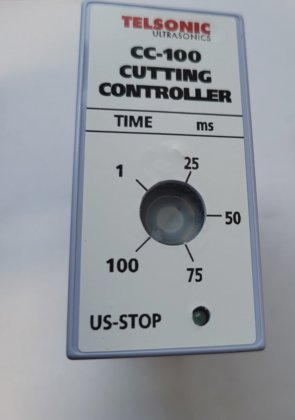 TELSONIC
ULTRASONICS
CC-100
CUTTING
CONTROLLER
TIME ms
1 25
50
100 75
US-STOP